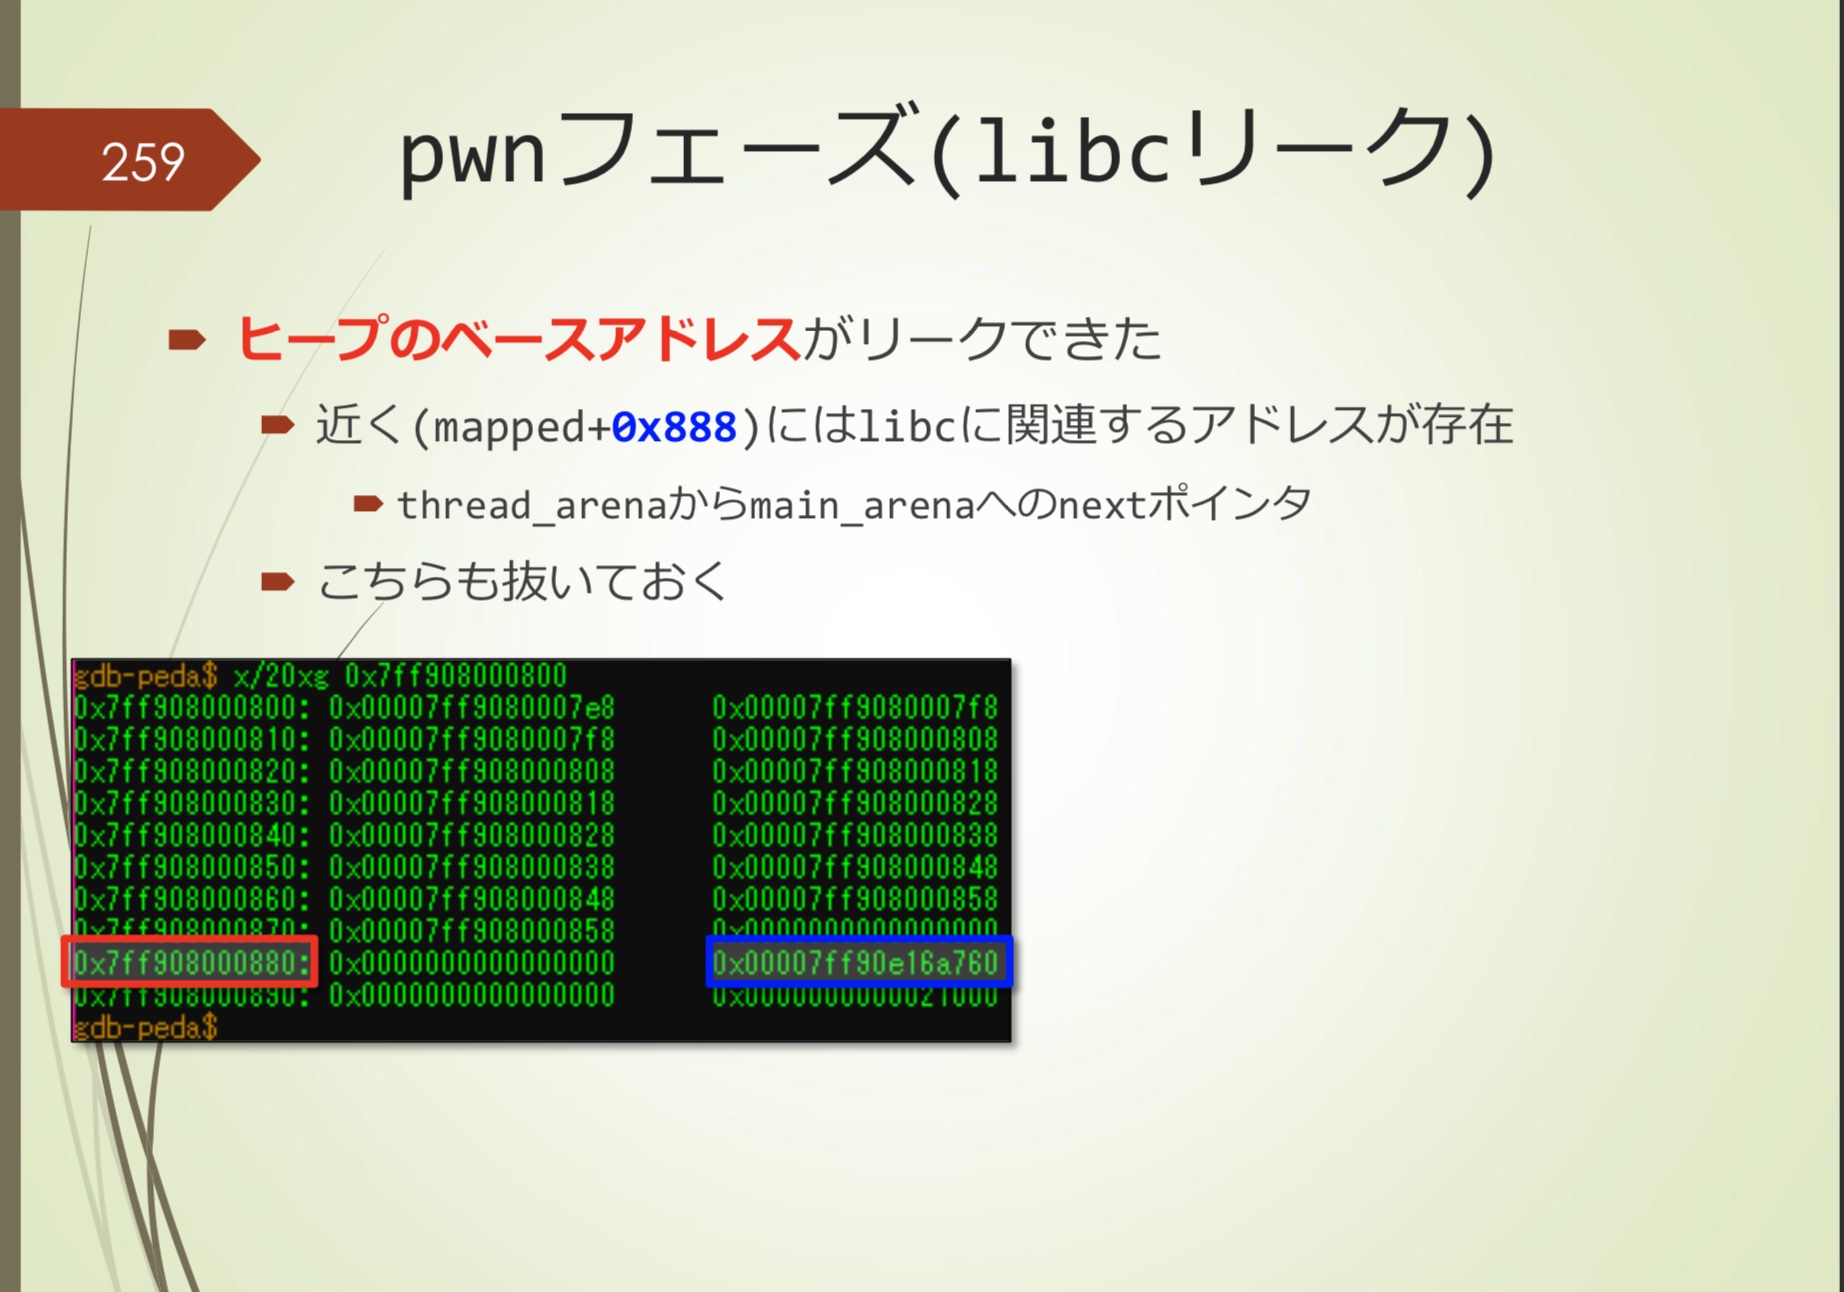 259
pwnフェーズ(libcリーク)
ヒープのベースアドレスがリークできた
近く(mapped+0x888)にはlibcに関連するアドレスが存在
thread_arenaからmain_arenaへのnextポインタ
こちらも抜いておく
gdb-peda$ x/20xg 0x7ff908000800
0x7ff908000800: 0x00007ff9080007e8 0x00007ff9080007f8
0x7ff908000810: 0x00007ff9080007f8 0x00007ff908000808
0x7ff908000820: 0x00007ff908000808 0x00007ff908000818
0x7ff908000830: 0x00007ff908000818 0x00007ff908000828
0x7ff908000840: 0x00007ff908000828 0x00007ff908000838
0x7ff908000850: 0x00007ff908000838 0x00007ff908000848
0x7ff908000860: 0x00007ff908000848 0x00007ff908000858
0x7ff908000870: 0x00007ff908000858 0x0000000000000000
0x7ff908000880: 0x0000000000000000 0x00007ff90e16a760
0x7ff908000890: 0x0000000000000000 0x0000000000021000
gdb-peda$